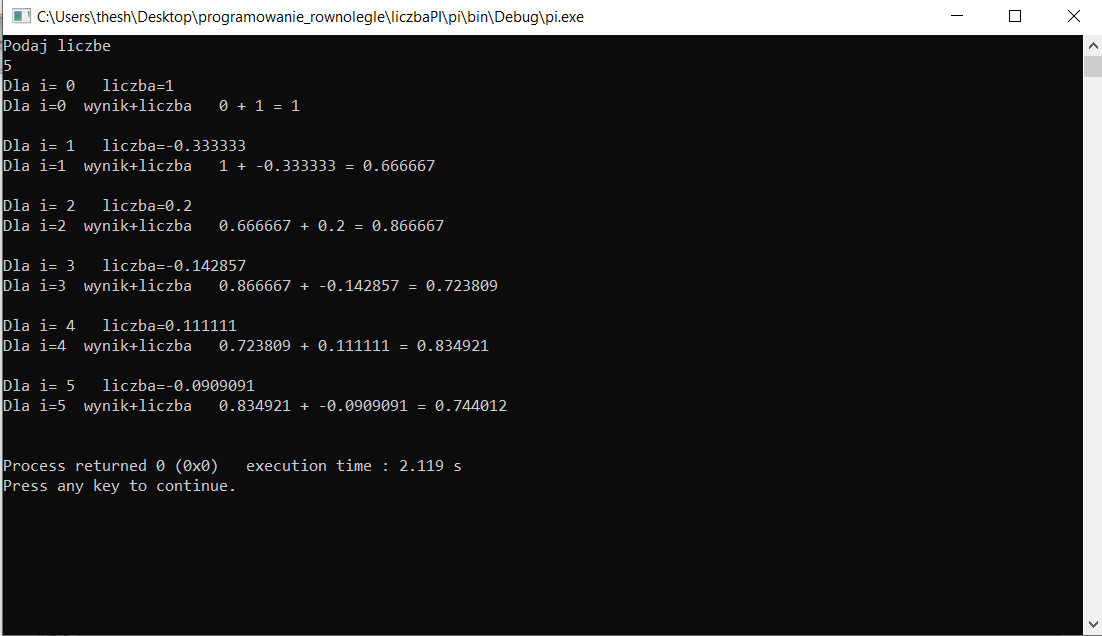 C:\Users\thesh\Desktop\programowanie_rownolegle\liczbaPI\pi\bin\Debug\pi.exe
Podaj liczbe
5
Dla i= 0   liczba=1
Dla i=0  wynik+liczba   0 + 1 = 1
Dla i= 1   liczba=-0.333333
Dla i=1  wynik+liczba   1 + -0.333333 = 0.666667
Dla i= 2   liczba=0.2
Dla i=2  wynik+liczba   0.666667 + 0.2 = 0.866667
Dla i= 3   liczba=-0.142857
Dla i=3  wynik+liczba   0.866667 + -0.142857 = 0.723809
Dla i= 4   liczba=0.111111
Dla i=4  wynik+liczba   0.723809 + 0.111111 = 0.834921
Dla i= 5   liczba=-0.0909091
Dla i=5  wynik+liczba   0.834921 + -0.0909091 = 0.744012
Process returned 0 (0x0)   execution time : 2.119 s
Press any key to continue.